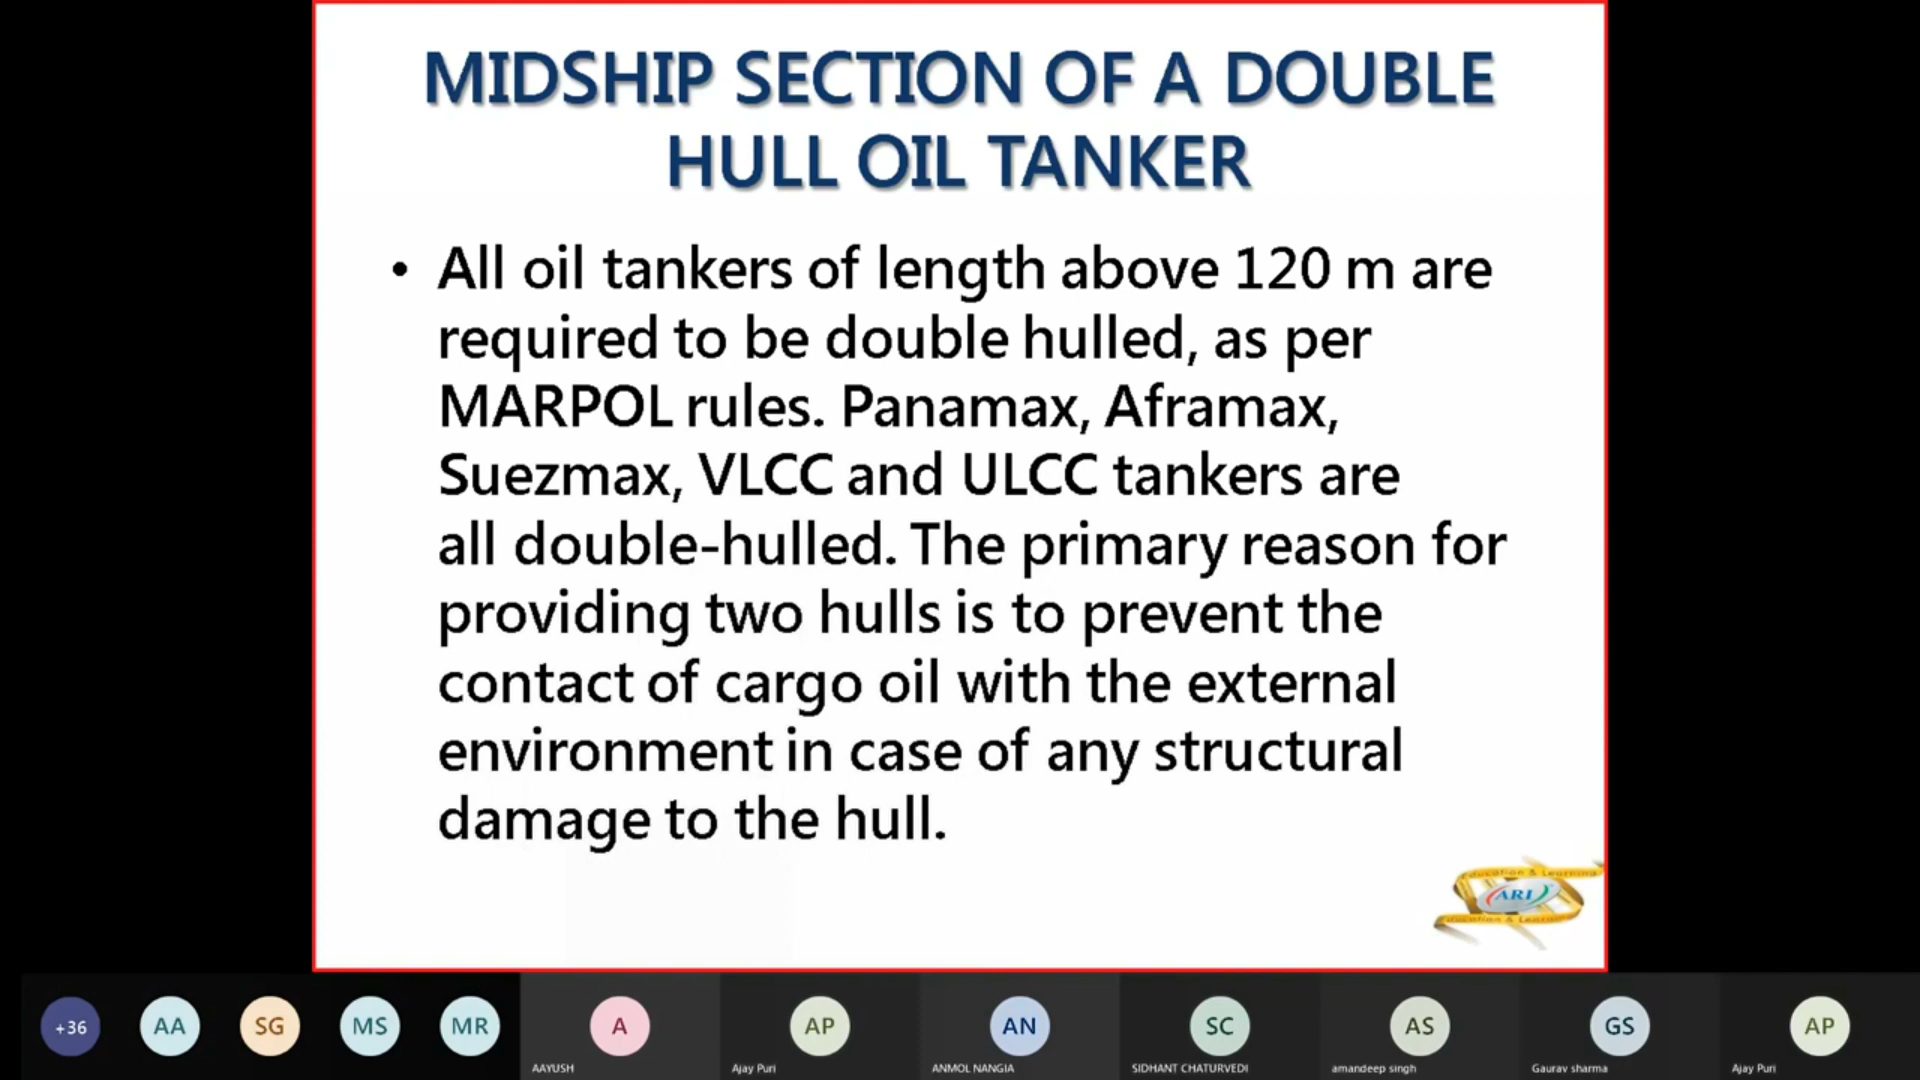 MIDSHIP SECTION OF A DOUBLE
HULL OIL TANKER
• All oil tankers of length above 120 m are
required to be double hulled, as per
MARPOL rules. Panamax, Aframax,
Suezmax, VLCC and ULCC tankers are
all double-hulled. The primary reason for
providing two hulls is to prevent the
contact of cargo oil with the external
environment in case of any structural
damage to the hull.
Education & Learning
ARI
Education & Learning
+36
AA
SG
MS
MR
A
AP
AN
SC
AS
GS
AP
AAYUSH
Ajay Puri
ANMOL NANGIA
SIDHANT CHATURVEDI
amandeep singh
Gaurav sharma
Ajay Puri